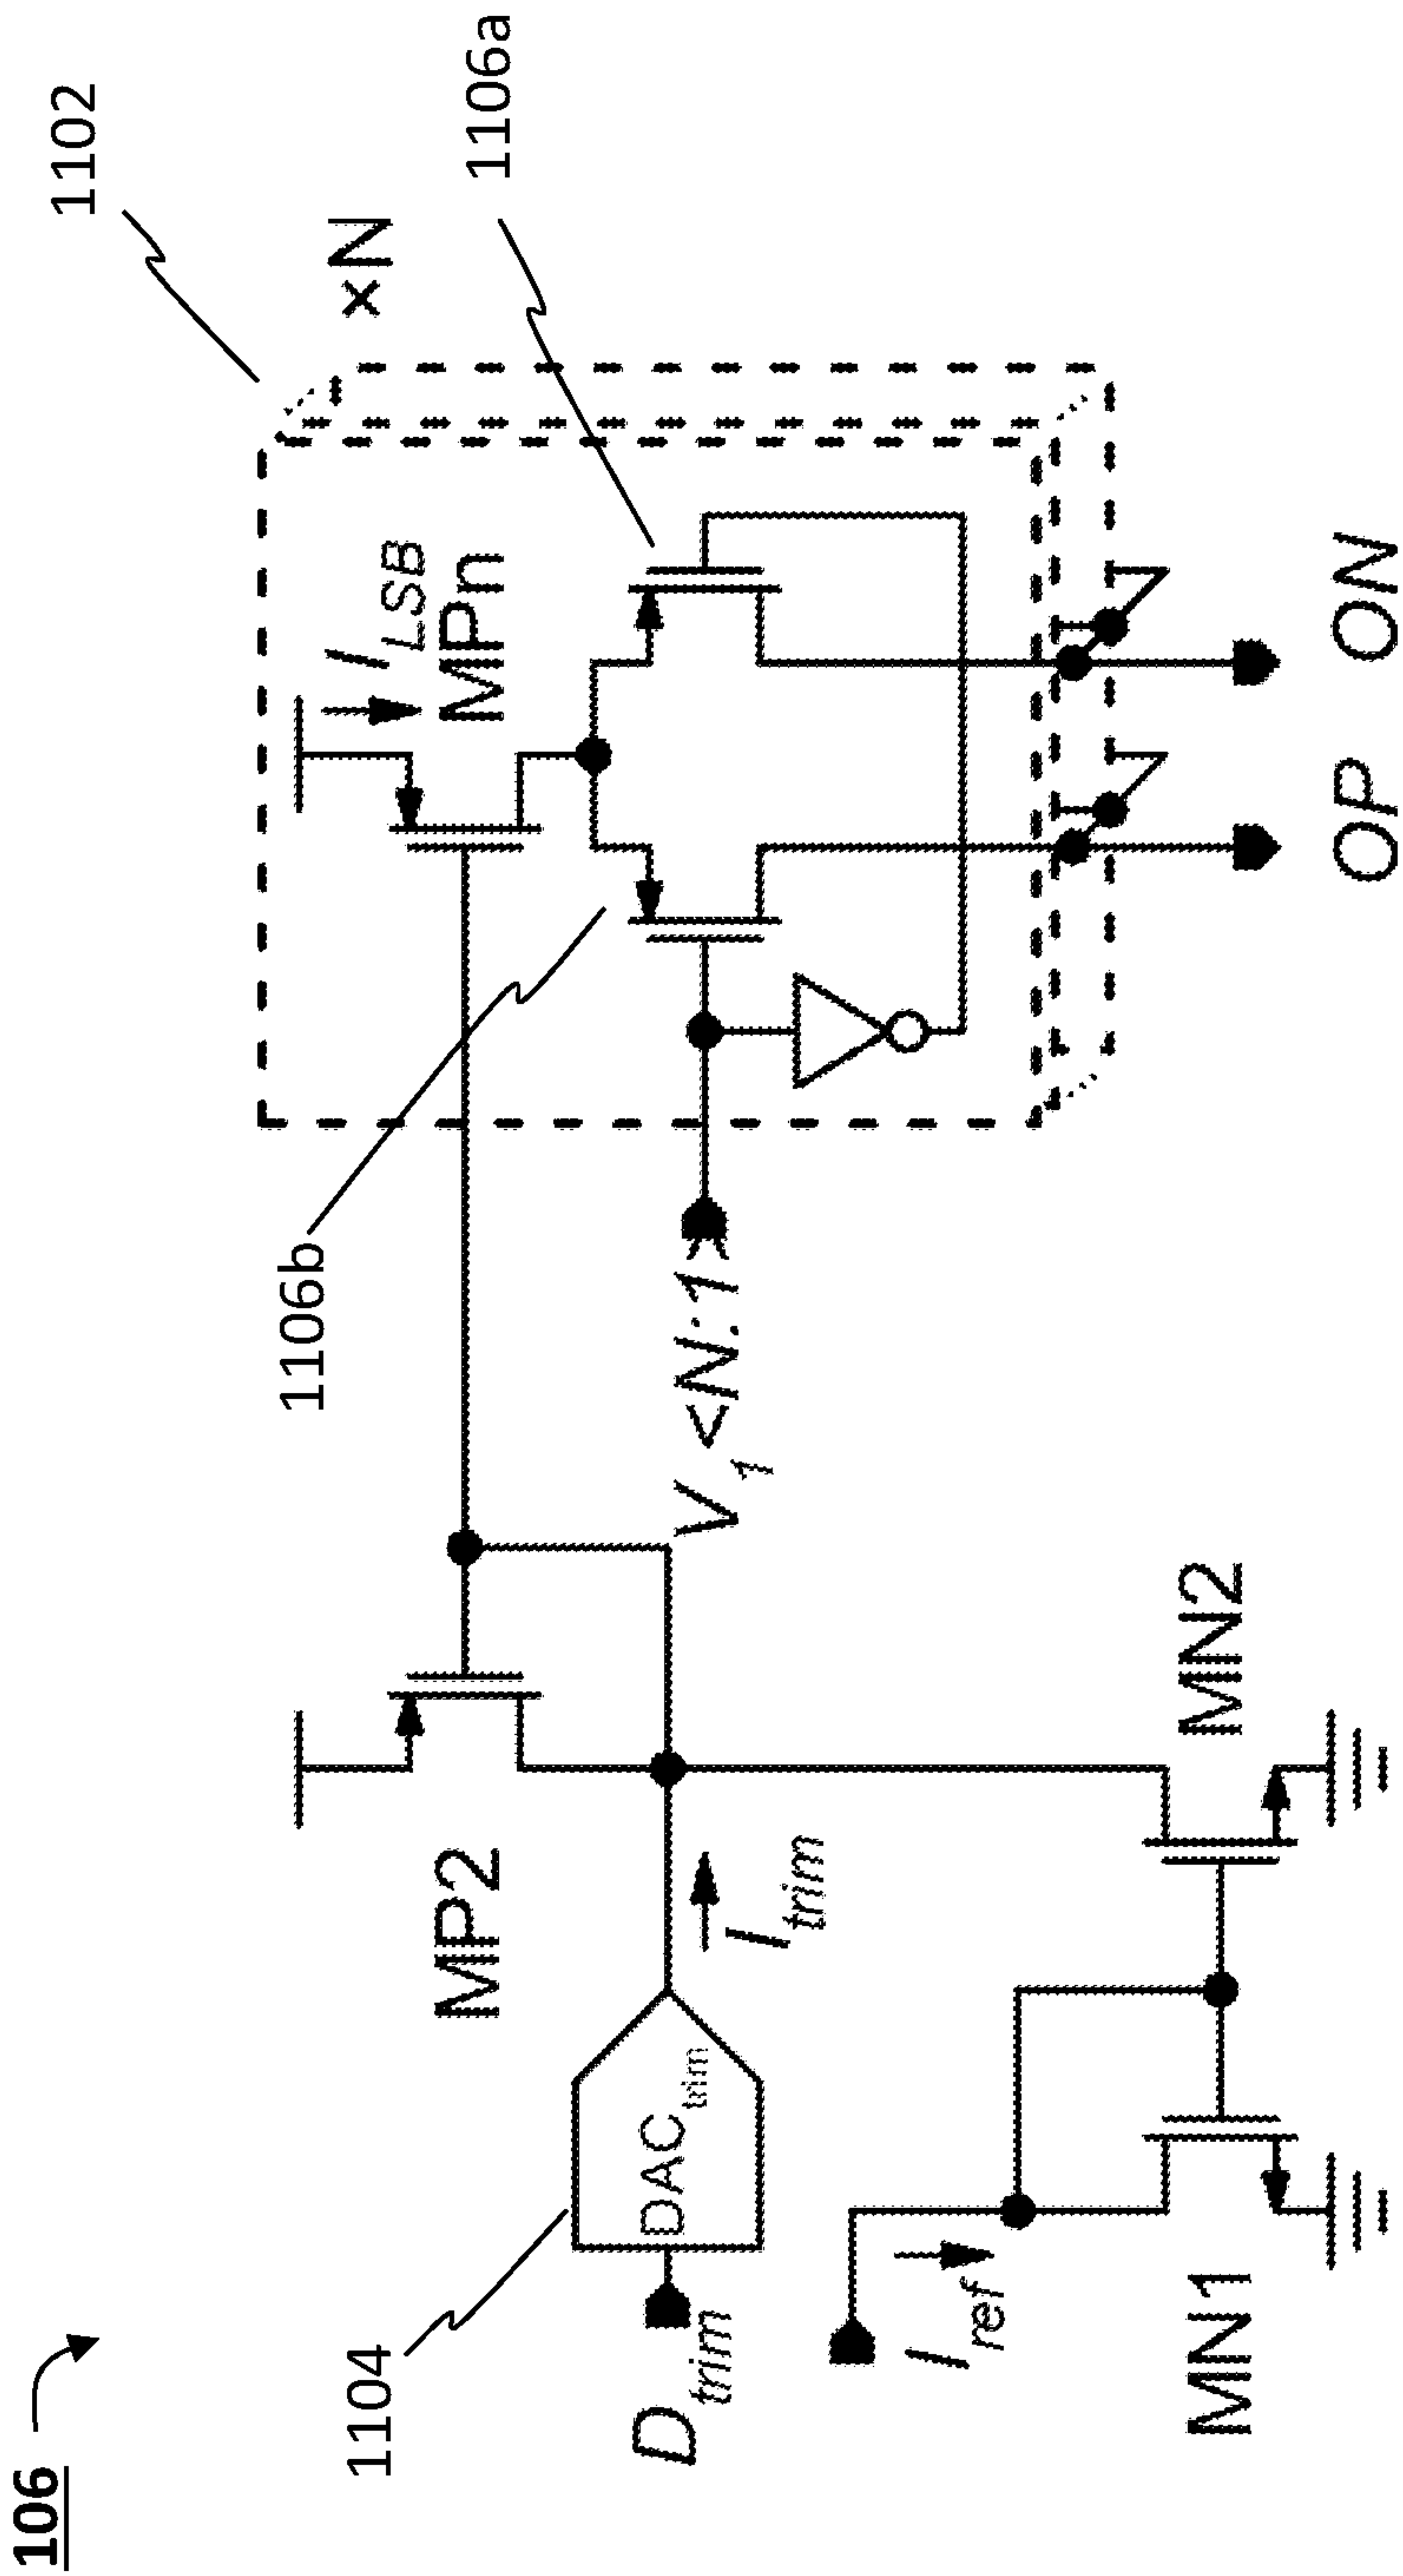 106
1102
×N
1106a
I_LSB
MPn
1106b
MP2
1104
DAC_trim
D_trim
I_trim
V_1<N:1>
I_ref
MN1
MN2
OP
ON